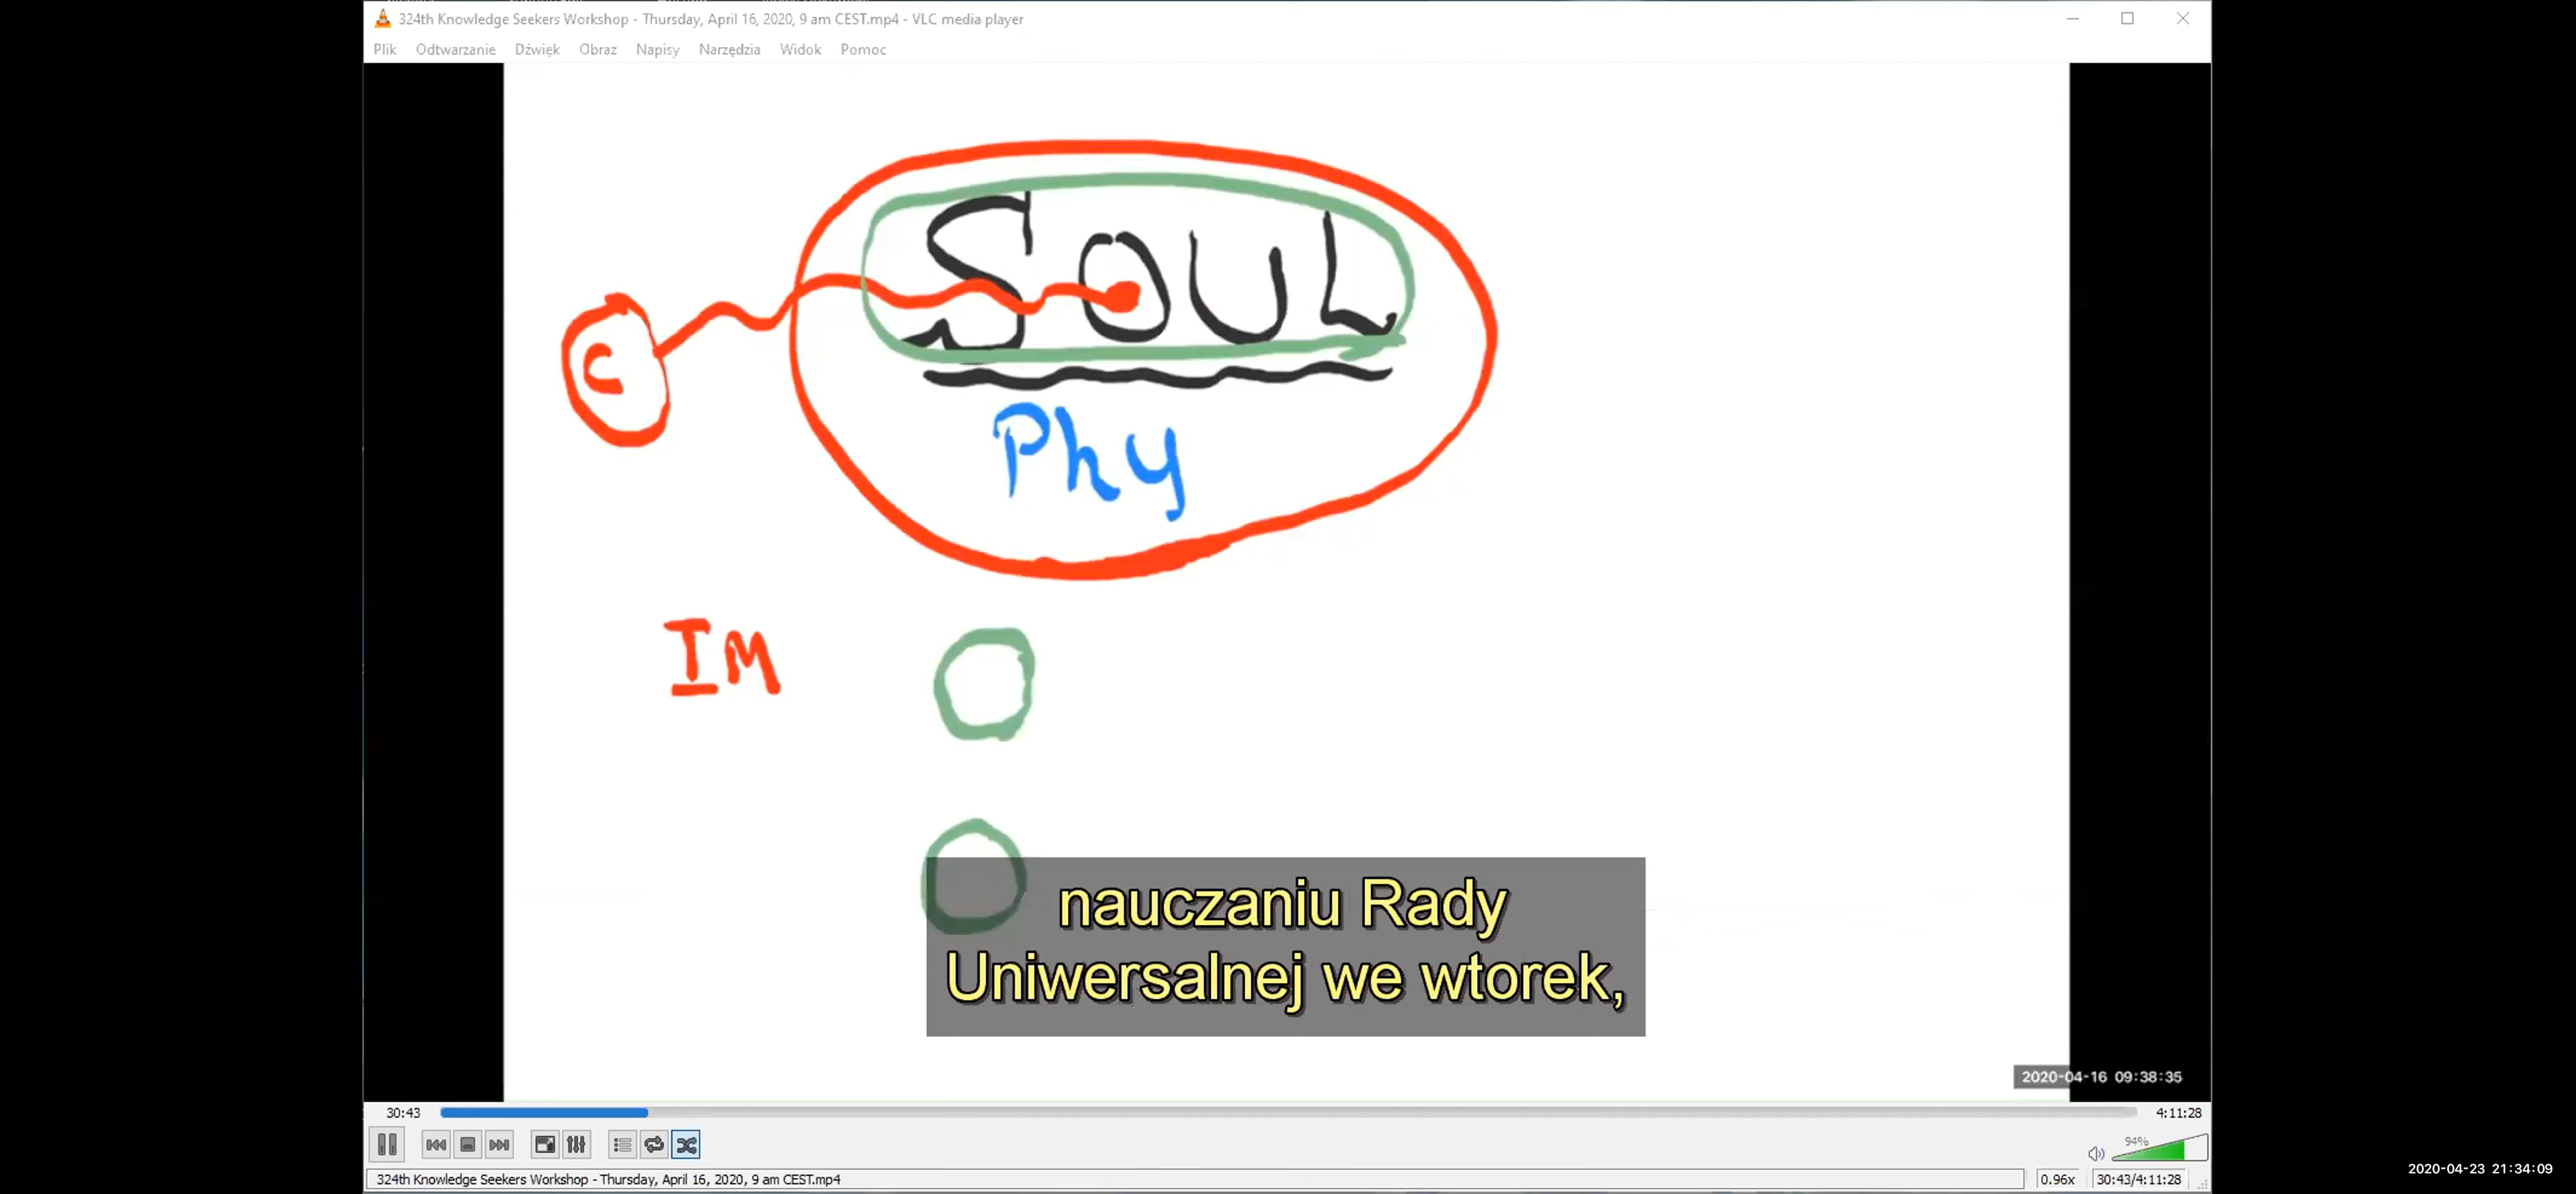 324th Knowledge Seekers Workshop - Thursday, April 16, 2020, 9 am CEST.mp4 - VLC media player
Plik Odtwarzanie Dźwięk Obraz Napisy Narzędzia Widok Pomoc
SOUL
C
Phy
IM
nauczaniu Rady
Uniwersalnej we wtorek,
2020-04-16 09:38:35
30:43 4:11:28
94%
324th Knowledge Seekers Workshop - Thursday, April 16, 2020, 9 am CEST.mp4 0.96x 30:43/4:11:28
2020-04-23 21:34:09